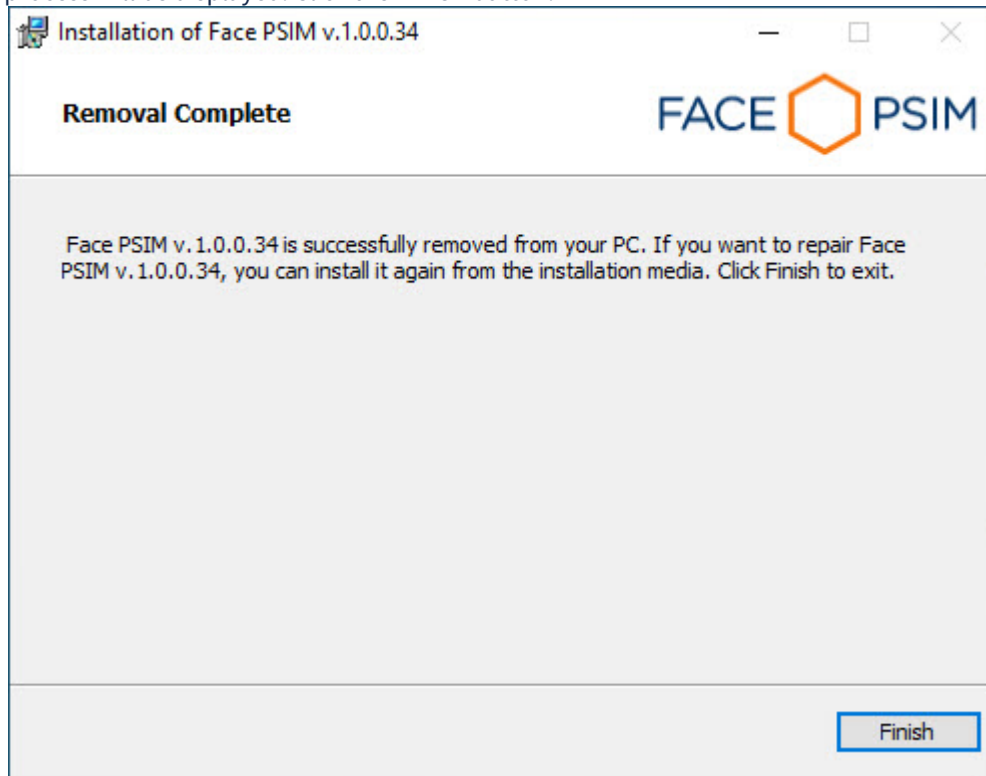 Installation of Face PSIM v.1.0.0.34
Removal Complete
FACE PSIM
Face PSIM v.1.0.0.34 is successfully removed from your PC. If you want to repair Face
PSIM v.1.0.0.34, you can install it again from the installation media. Click Finish to exit.
Finish